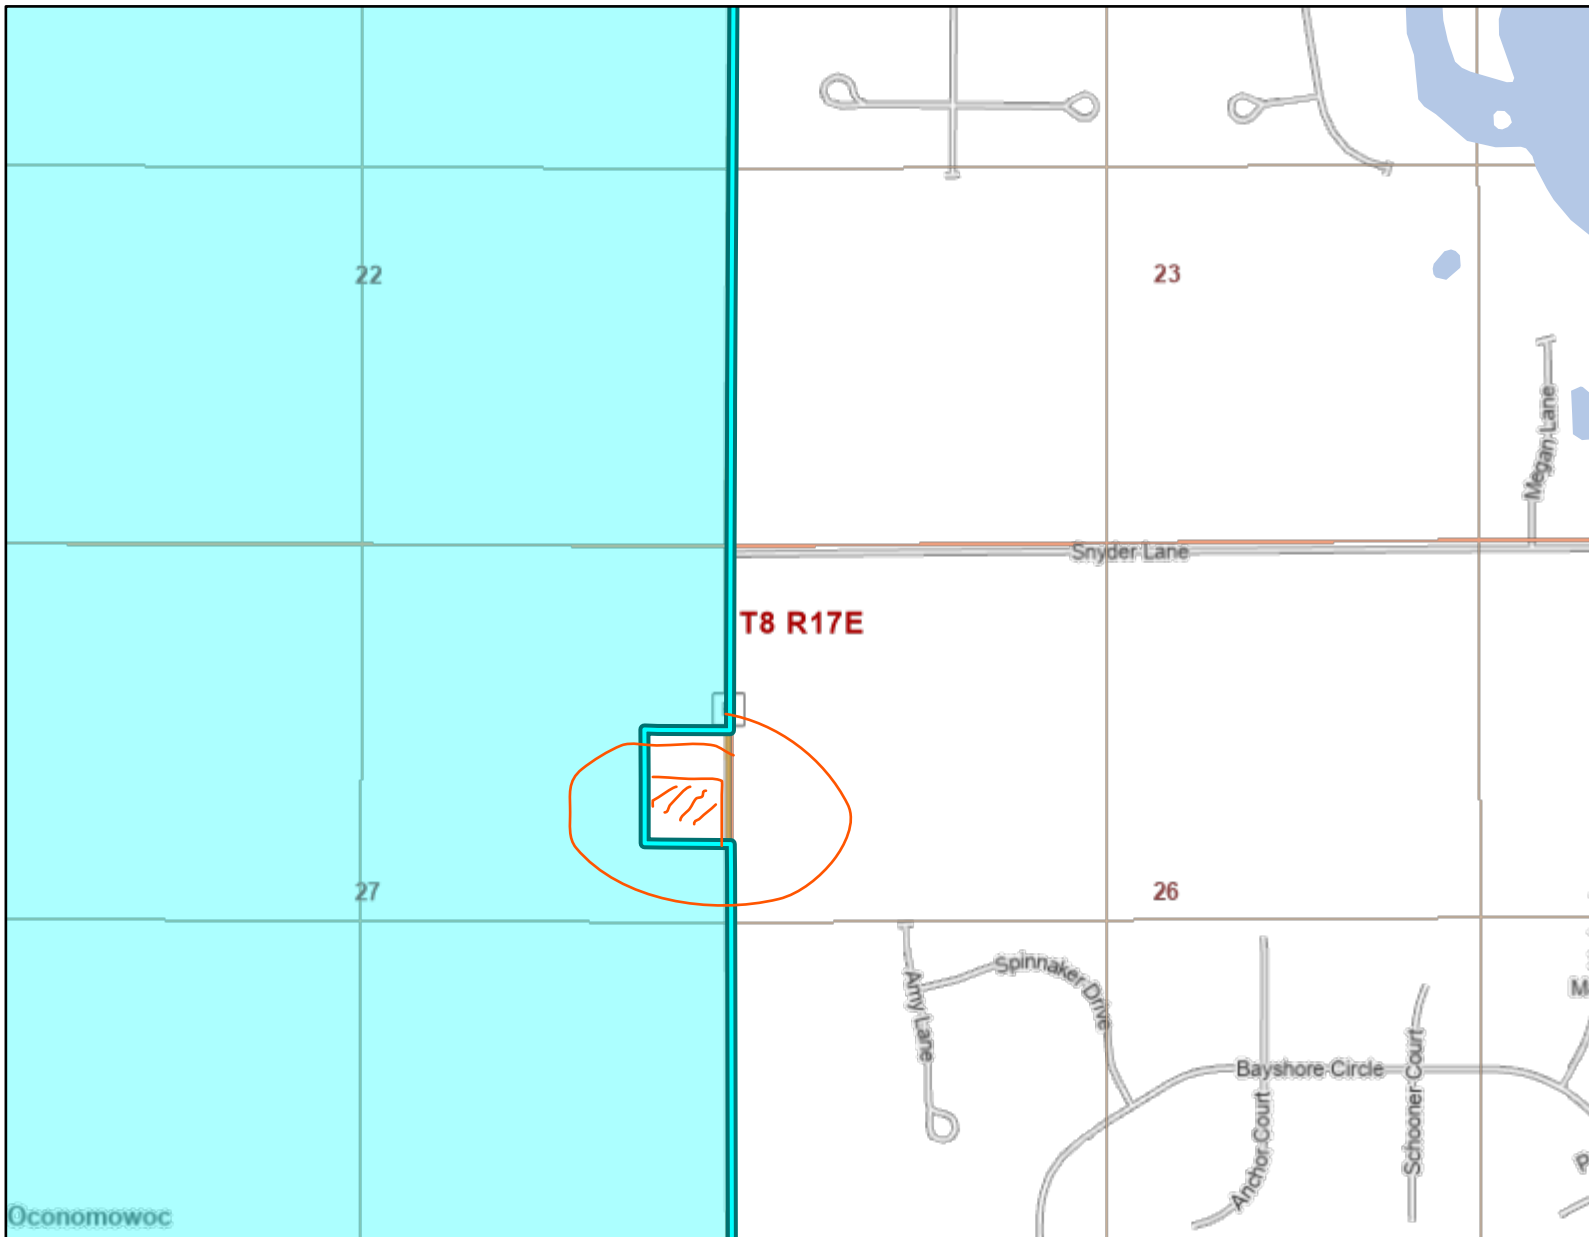 22
23
Megan Lane
Snyder Lane
T8 R17E
27
26
Spinnaker Drive
Amy Lane
Bayshore Circle
Schooner Court
Anchor Court
Oconomowoc